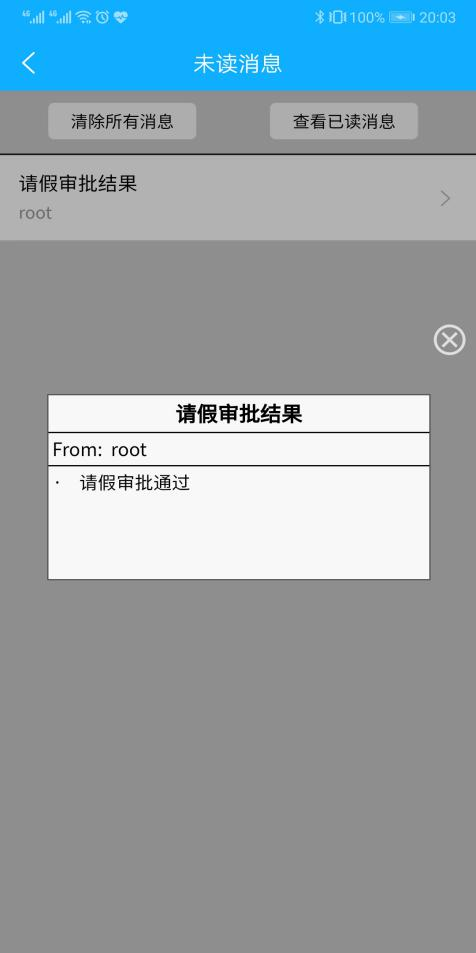 4G 4G 100% 20:03
未读消息
清除所有消息 查看已读消息
请假审批结果
root
请假审批结果
From: root
· 请假审批通过